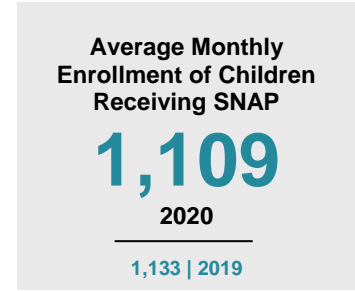 Average Monthly
Enrollment of Children
Receiving SNAP
1,109
2020
1,133 | 2019